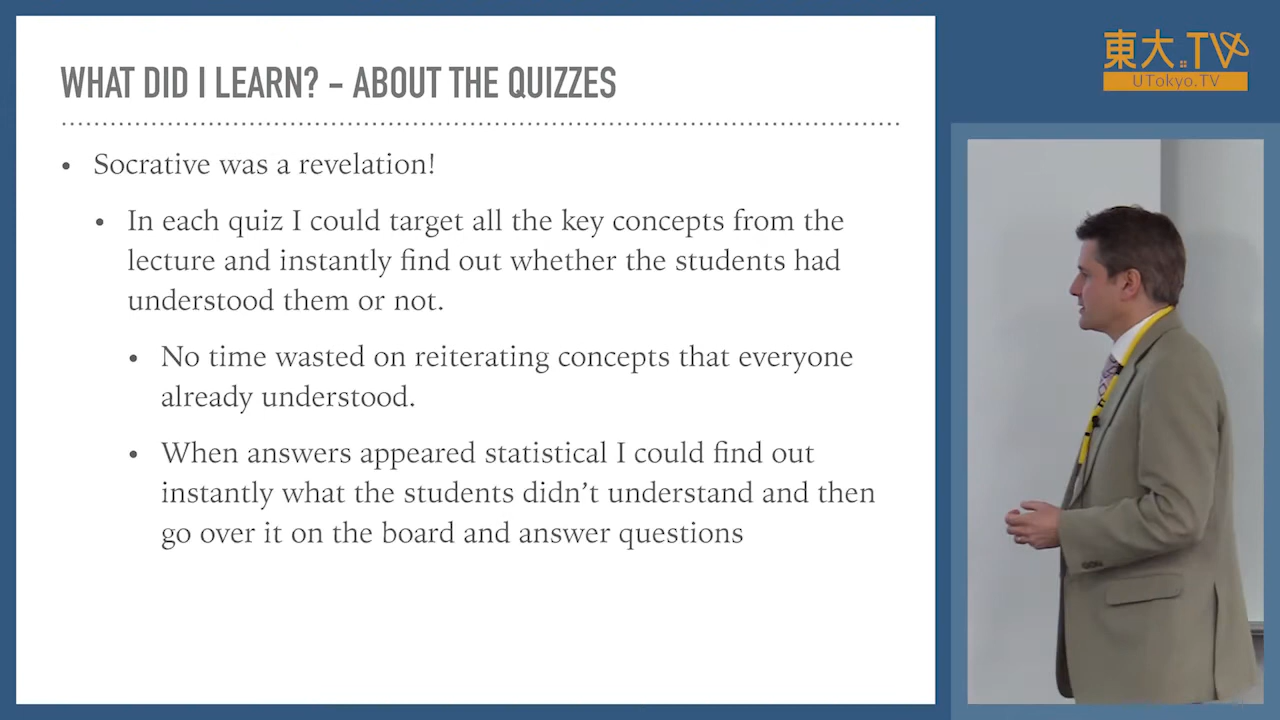 WHAT DID I LEARN? - ABOUT THE QUIZZES
• Socrative was a revelation!
• In each quiz I could target all the key concepts from the
lecture and instantly find out whether the students had
understood them or not.
• No time wasted on reiterating concepts that everyone
already understood.
• When answers appeared statistical I could find out
instantly what the students didn't understand and then
go over it on the board and answer questions
東大.TV
UTokyo.TV